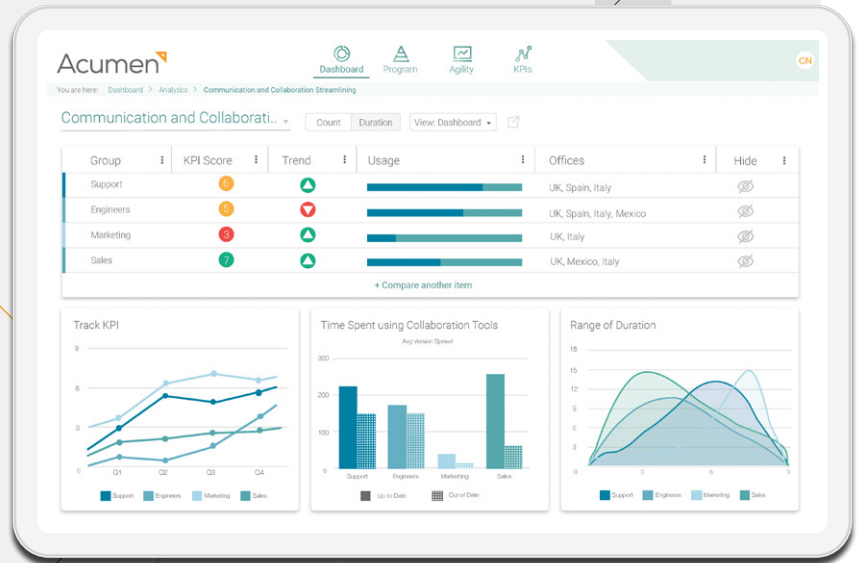 Acumen
Dashboard Program Agility KPIs
CN
You are here: Dashboard > Analytics > Communication and Collaboration Streamlining
Communication and Collaborati..
Count Duration View: Dashboard
Group KPI Score Trend Usage Offices Hide
Support 6 UK, Spain, Italy
Engineers 5 UK, Spain, Italy, Mexico
Marketing 3 UK, Italy
Sales 7 UK, Mexico, Italy
+ Compare another item
Track KPI
9
6
3
0
Q1 Q2 Q3 Q4
Support Engineers Marketing Sales
Time Spent using Collaboration Tools
Avg Version Spread
300
200
100
0
Support Engineers Marketing Sales
Up to Date Out of Date
Range of Duration
18
15
12
9
6
3
0 3 6 9
Support Engineers Marketing Sales